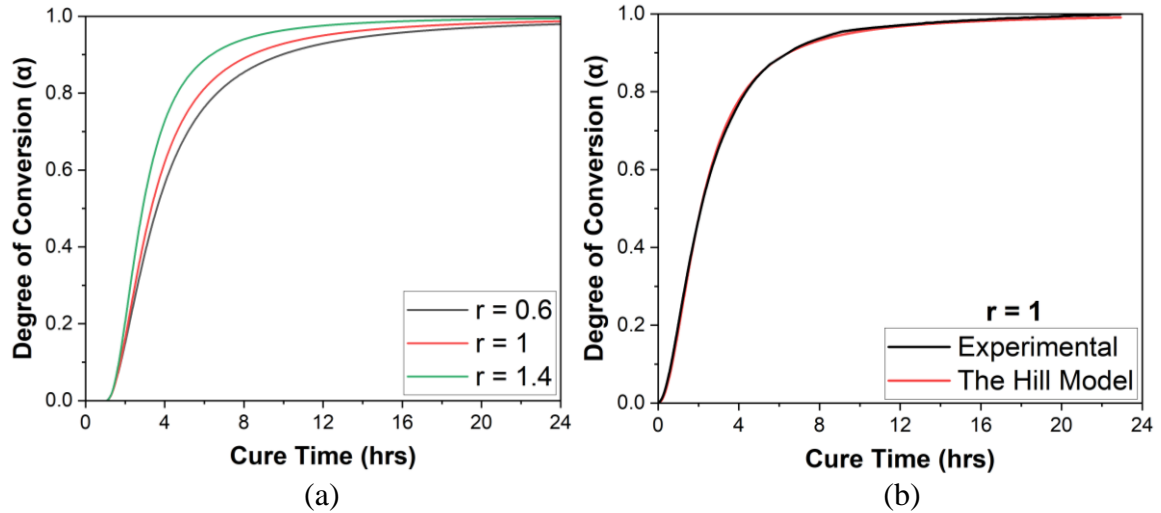 1.0
0.8
0.6
0.4
0.2
0.0
Degree of Conversion (α)
r = 0.6
r = 1
r = 1.4
0 4 8 12 16 20 24
Cure Time (hrs)
(a)
1.0
0.8
0.6
0.4
0.2
0.0
Degree of Conversion (α)
r = 1
Experimental
The Hill Model
0 4 8 12 16 20 24
Cure Time (hrs)
(b)